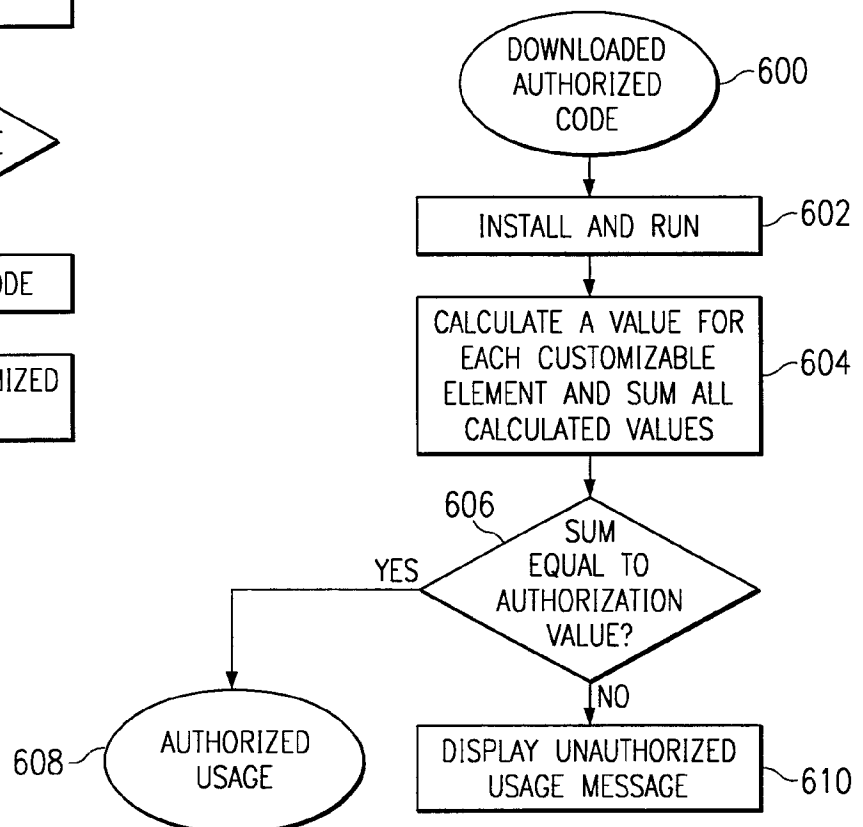 DOWNLOADED
AUTHORIZED
CODE
600
INSTALL AND RUN
602
CALCULATE A VALUE FOR
EACH CUSTOMIZABLE
ELEMENT AND SUM ALL
CALCULATED VALUES
604
606
SUM
EQUAL TO
AUTHORIZATION
VALUE?
YES
NO
608
AUTHORIZED
USAGE
DISPLAY UNAUTHORIZED
USAGE MESSAGE
610